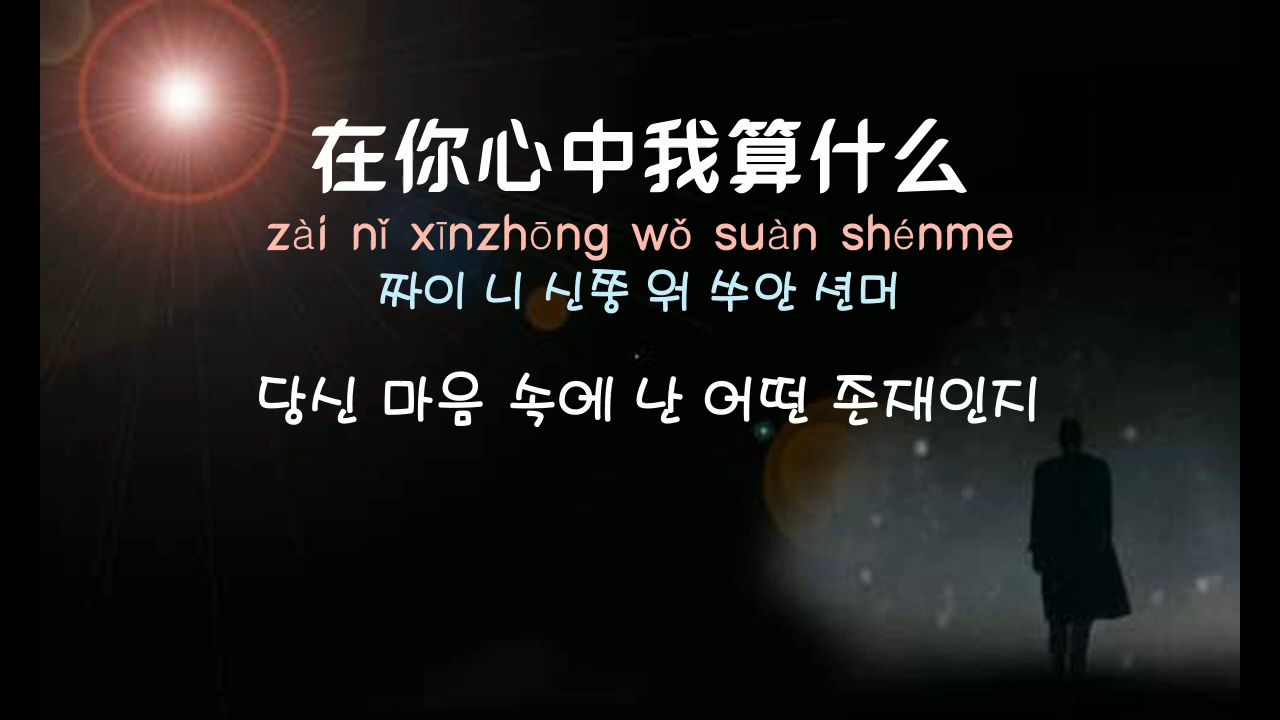 在你心中我算什么
zài nǐ xīnzhōng wǒ suàn shénme
짜이 니 신쭝 워 쑤안 션머
당신 마음 속에 난 어떤 존재인지